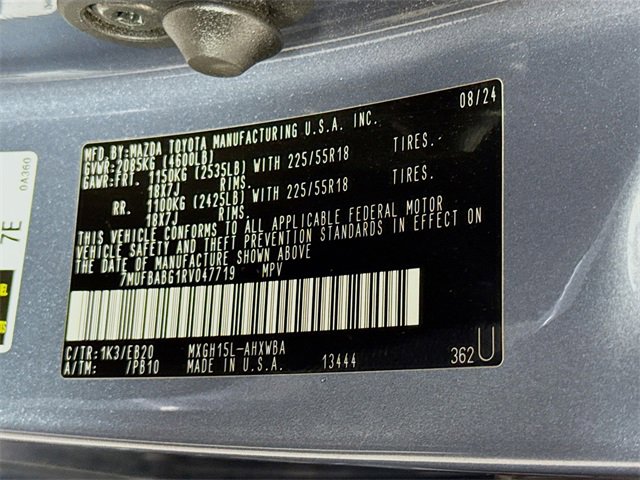 08/24
MFD.BY:MAZDA TOYOTA MANUFACTURING U.S.A. INC.
GVWR:2085KG (4600LB)
GAWR:FRT. 1150KG (2535LB) WITH 225/55R18 TIRES.
18X7J RIMS.
RR. 1100KG (2425LB) WITH 225/55R18 TIRES.
18X7J RIMS.
THIS VEHICLE CONFORMS TO ALL APPLICABLE FEDERAL MOTOR
VEHICLE SAFETY AND THEFT PREVENTION STANDARDS IN EFFECT ON
THE DATE OF MANUFACTURE SHOWN ABOVE
7MUFBABG1RV047719 MPV
C/TR:1K3/EB20 MXGH15L-AHXWBA
A/TM: /PB10 MADE IN U.S.A. 13444
362U
0A360
7E